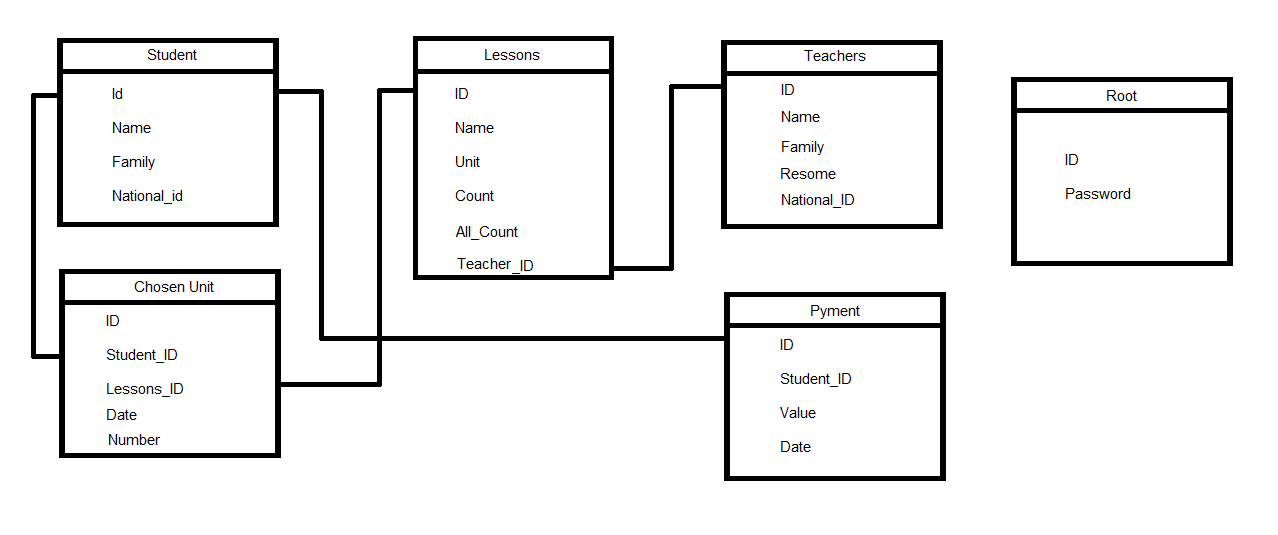 Student
Id
Name
Family
National_id
Chosen Unit
ID
Student_ID
Lessons_ID
Date
Number
Lessons
ID
Name
Unit
Count
All_Count
Teacher_ID
Teachers
ID
Name
Family
Resome
National_ID
Pyment
ID
Student_ID
Value
Date
Root
ID
Password